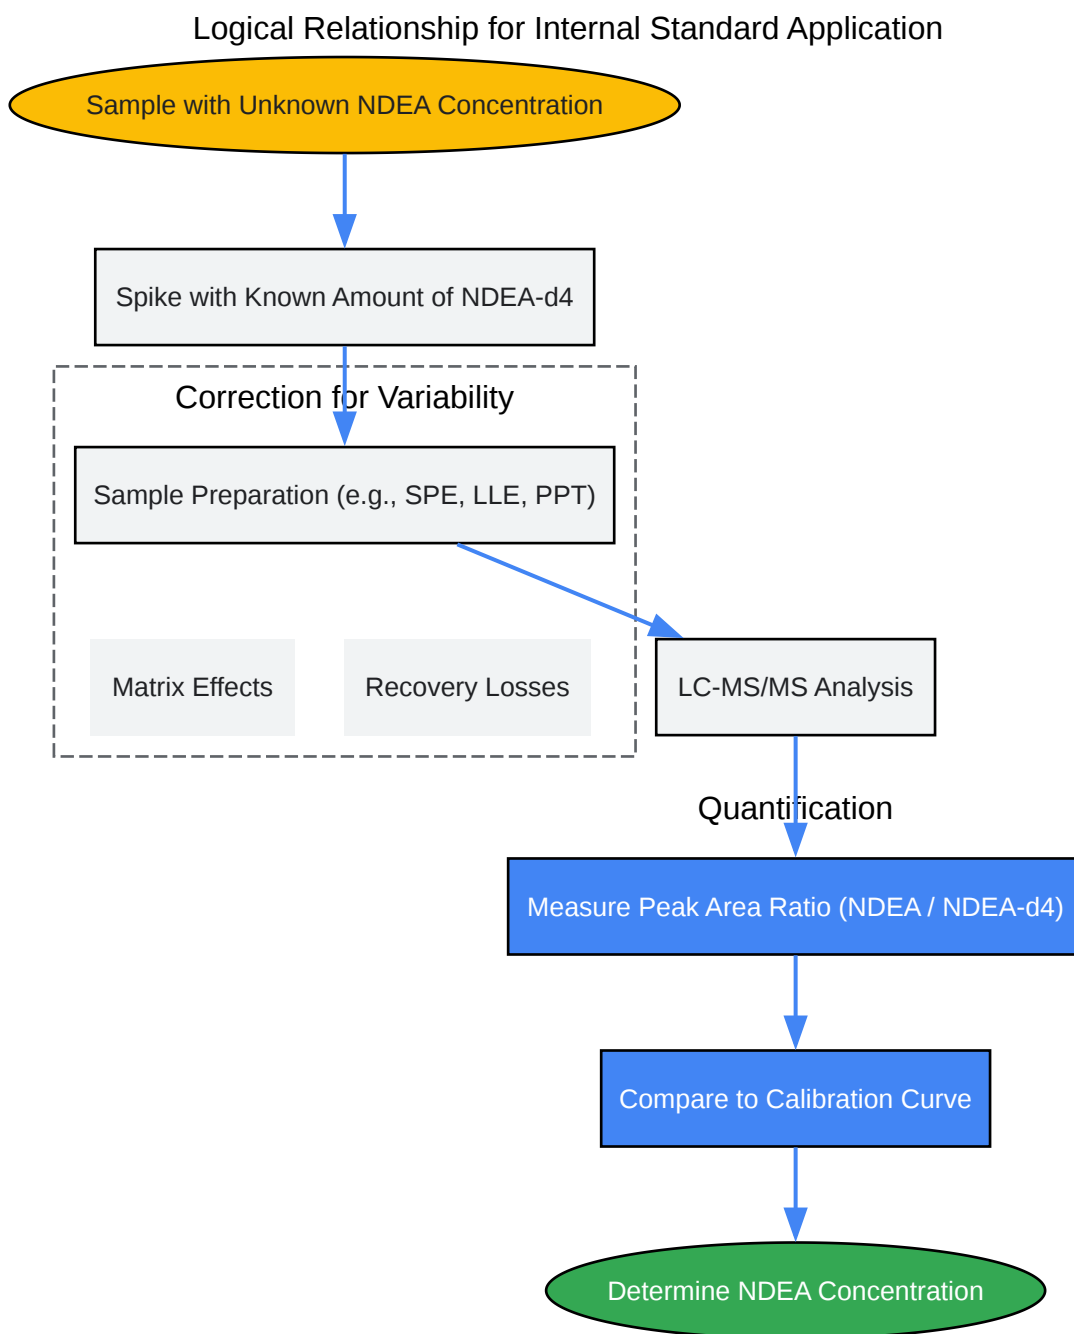 Logical Relationship for Internal Standard Application
Sample with Unknown NDEA Concentration
Spike with Known Amount of NDEA-d4
Correction for Variability
Sample Preparation (e.g., SPE, LLE, PPT)
Matrix Effects
Recovery Losses
LC-MS/MS Analysis
Quantification
Measure Peak Area Ratio (NDEA / NDEA-d4)
Compare to Calibration Curve
Determine NDEA Concentration